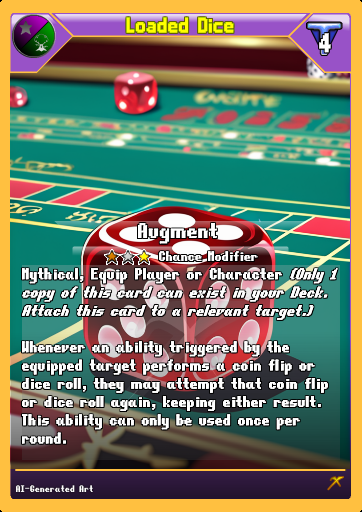 Loaded Dice
4
Augment
Chance Modifier
Mythical, Equip Player or Character (Only 1
copy of this card can exist in your Deck.
Attach this card to a relevant target.)
Whenever an ability triggered by the
equipped target performs a coin flip or
dice roll, they may attempt that coin flip
or dice roll again, keeping either result.
This ability can only be used once per
round.
AI-Generated Art